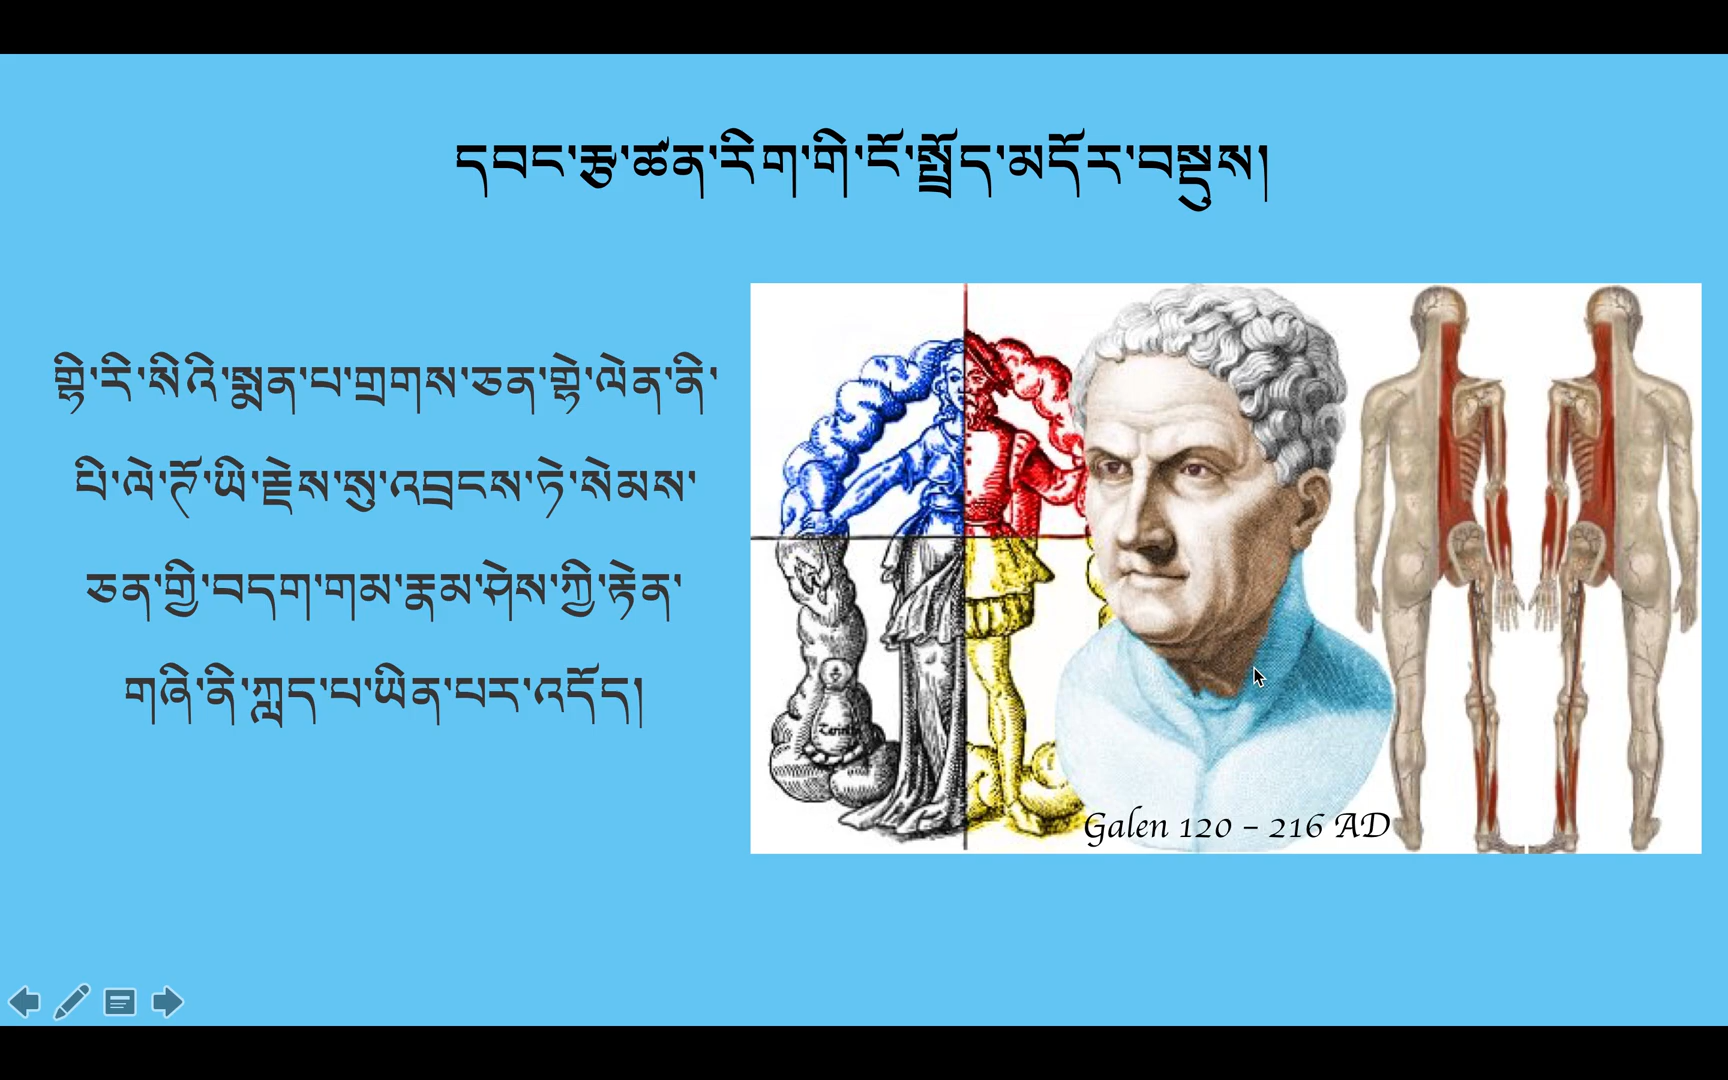 དབང་རྩ་ཚན་རིག་གི་ངོ་སྤྲོད་མདོར་བསྡུས།
གྷི་རི་སིའི་སྨན་པ་གྲགས་ཅན་གྷེ་ལེན་ནི་
པི་ལེ་ཊོ་ཡི་རྗེས་སུ་འབྲངས་ཏེ་སེམས་
ཅན་གྱི་བདག་གམ་རྣམ་ཤེས་ཀྱི་རྟེན་
གཞི་ནི་ཀླད་པ་ཡིན་པར་འདོད།
Galen 120 – 216 AD